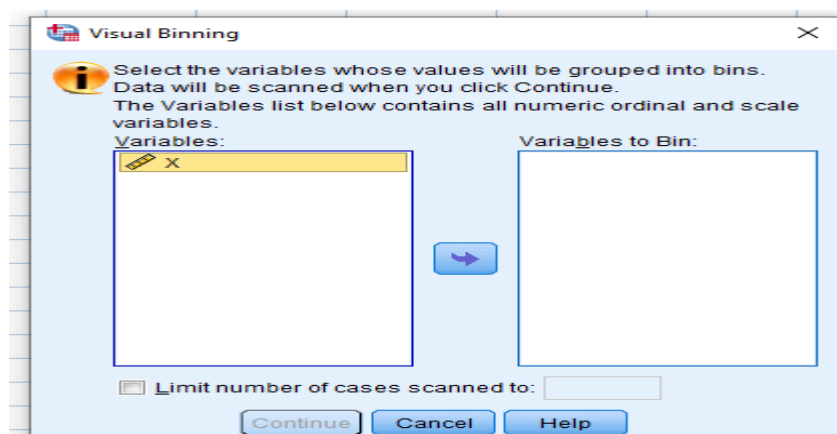 Visual Binning
Select the variables whose values will be grouped into bins.
Data will be scanned when you click Continue.
The Variables list below contains all numeric ordinal and scale
variables.
Variables:
Variables to Bin:
X
Limit number of cases scanned to:
Continue
Cancel
Help